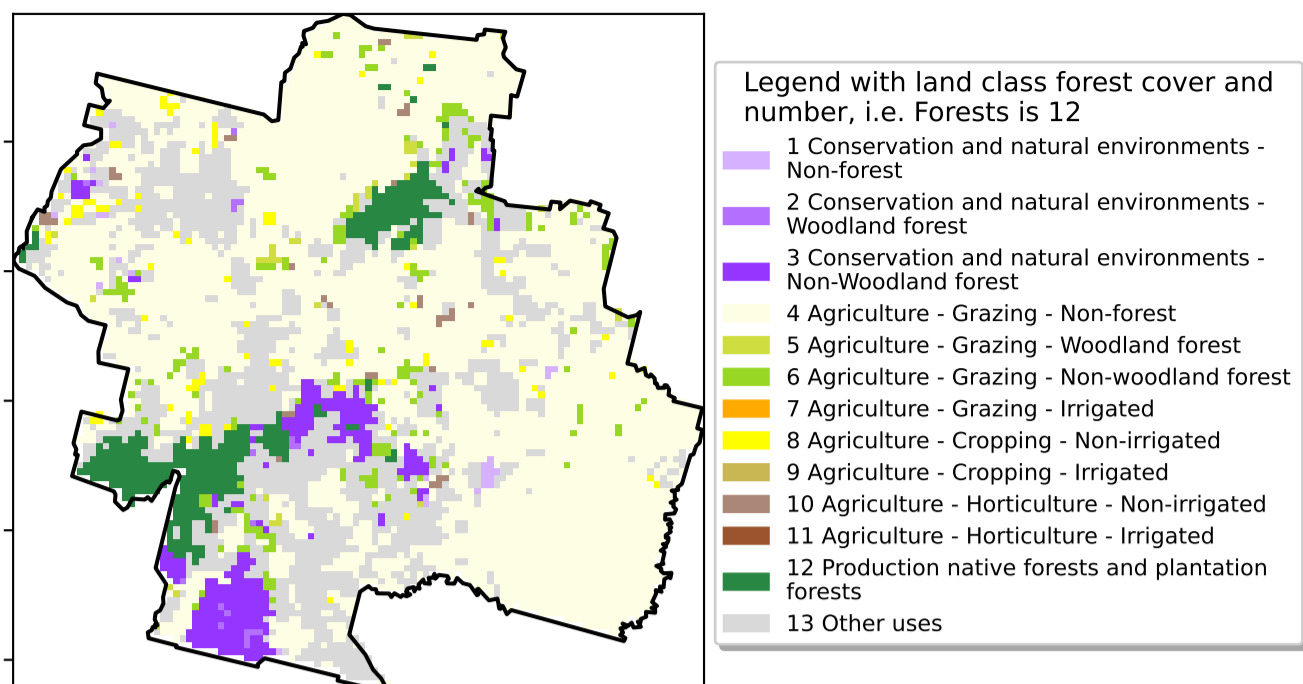 Legend with land class forest cover and
number, i.e. Forests is 12
1 Conservation and natural environments -
Non-forest
2 Conservation and natural environments -
Woodland forest
3 Conservation and natural environments -
Non-Woodland forest
4 Agriculture - Grazing - Non-forest
5 Agriculture - Grazing - Woodland forest
6 Agriculture - Grazing - Non-woodland forest
7 Agriculture - Grazing - Irrigated
8 Agriculture - Cropping - Non-irrigated
9 Agriculture - Cropping - Irrigated
10 Agriculture - Horticulture - Non-irrigated
11 Agriculture - Horticulture - Irrigated
12 Production native forests and plantation
forests
13 Other uses